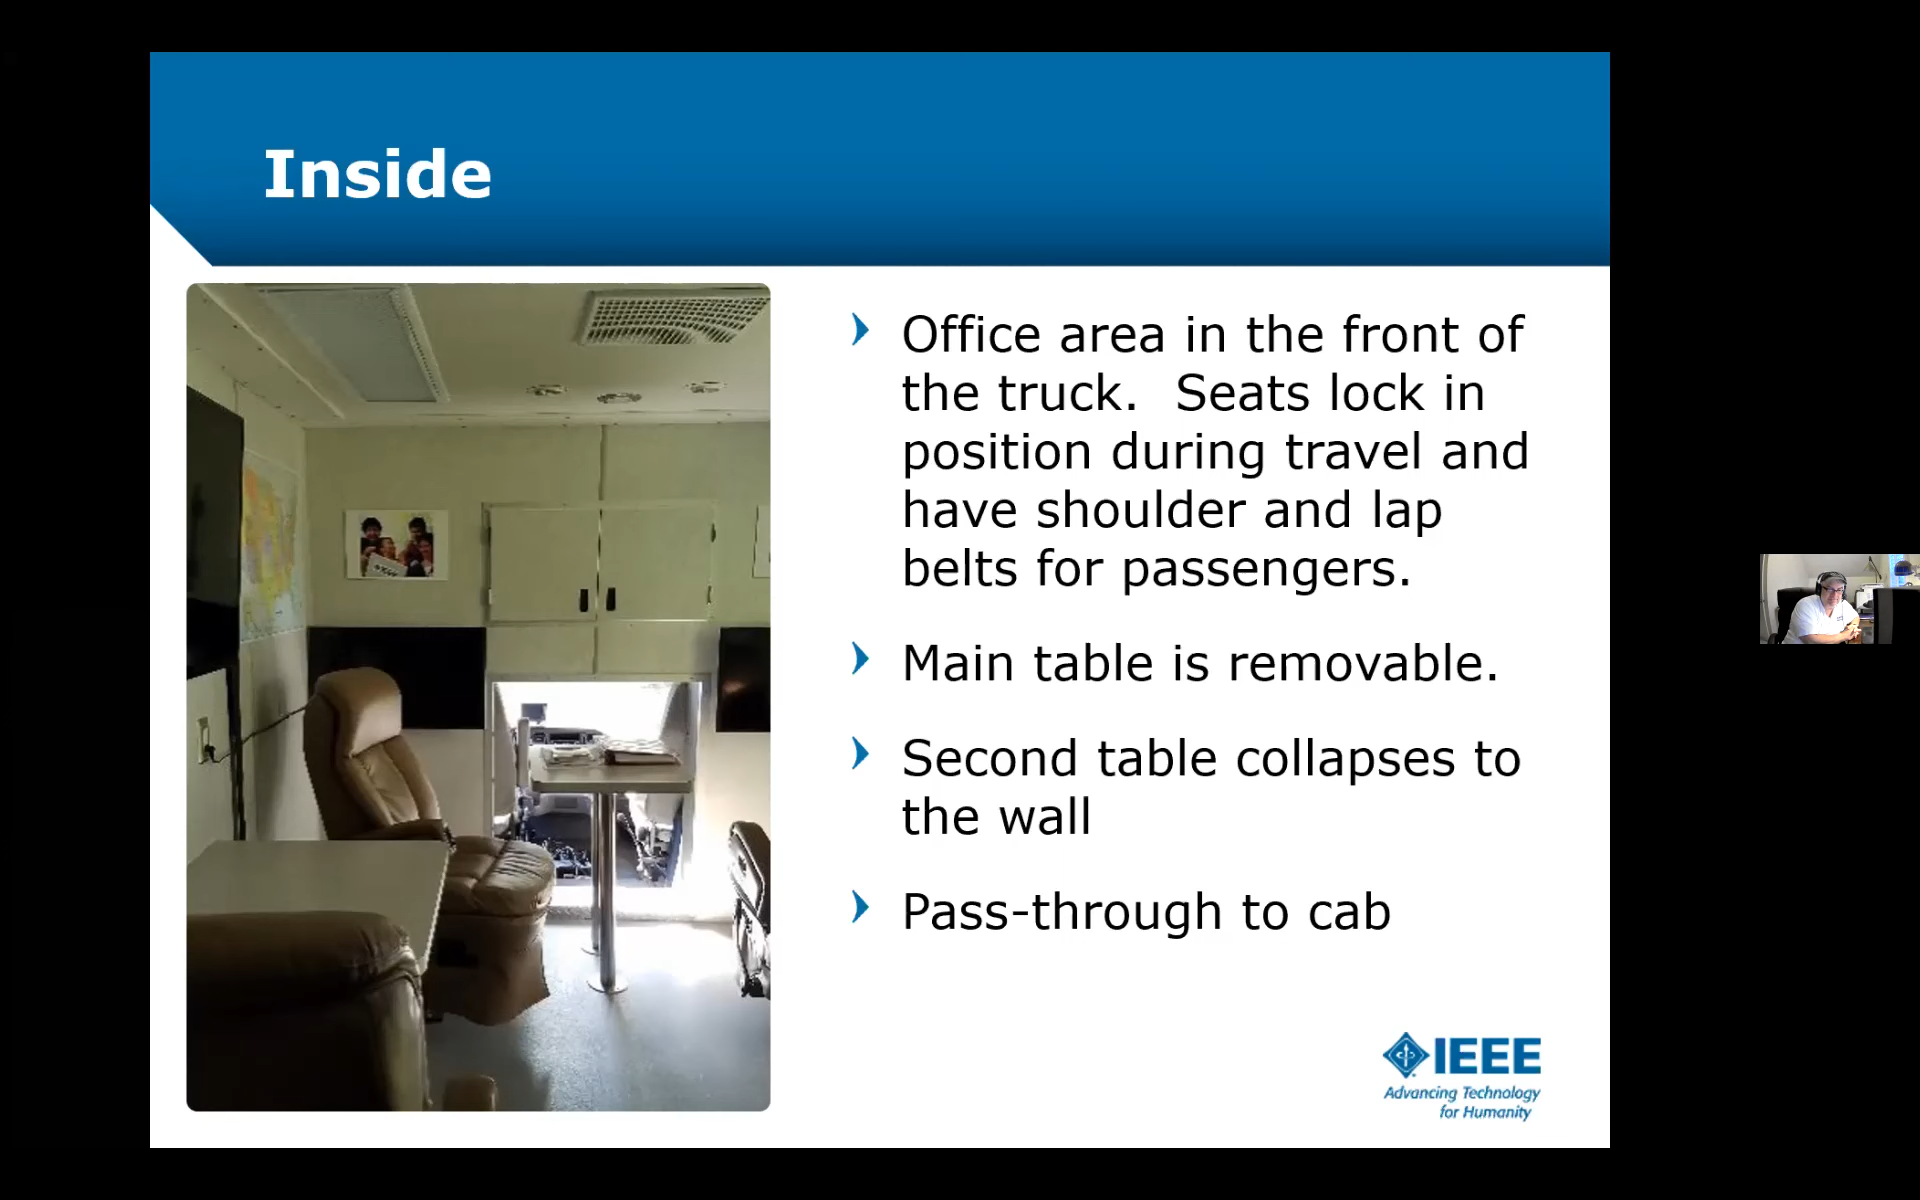 Inside
Office area in the front of
the truck.  Seats lock in
position during travel and
have shoulder and lap
belts for passengers.
Main table is removable.
Second table collapses to
the wall
Pass-through to cab
IEEE
Advancing Technology
for Humanity